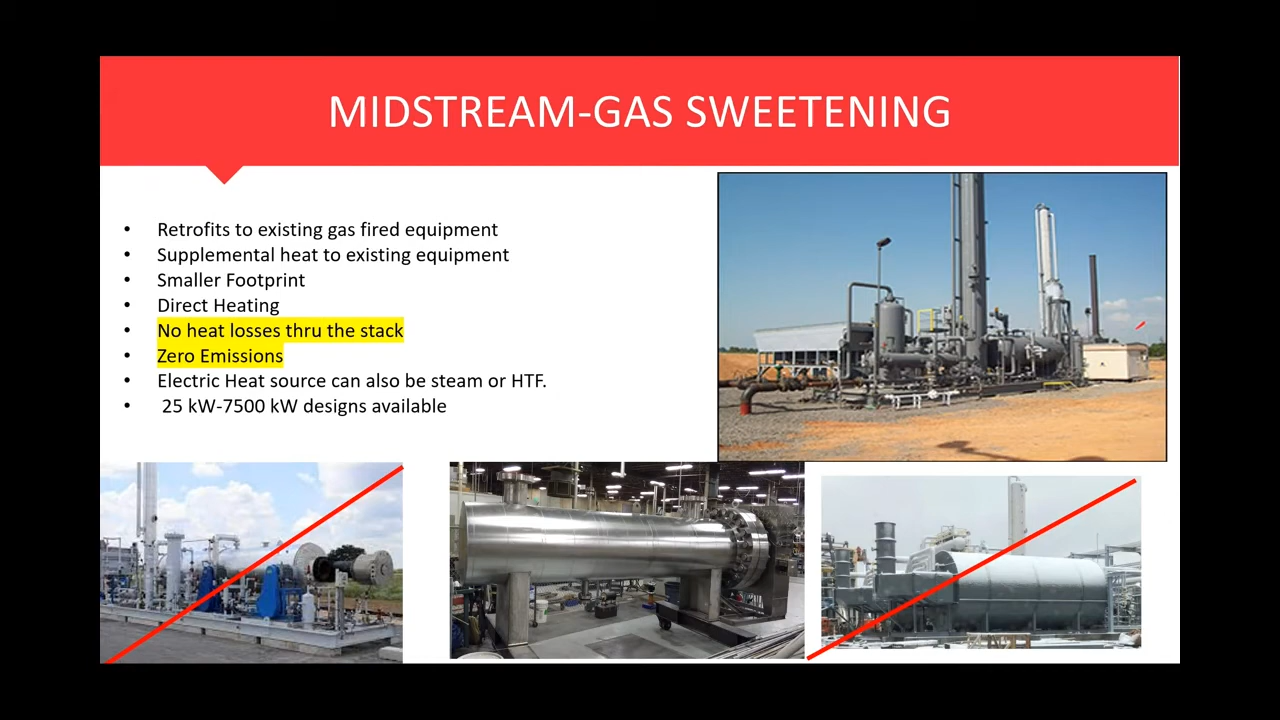 MIDSTREAM-GAS SWEETENING
• Retrofits to existing gas fired equipment
• Supplemental heat to existing equipment
• Smaller Footprint
• Direct Heating
• No heat losses thru the stack
• Zero Emissions
• Electric Heat source can also be steam or HTF.
• 25 kW-7500 kW designs available